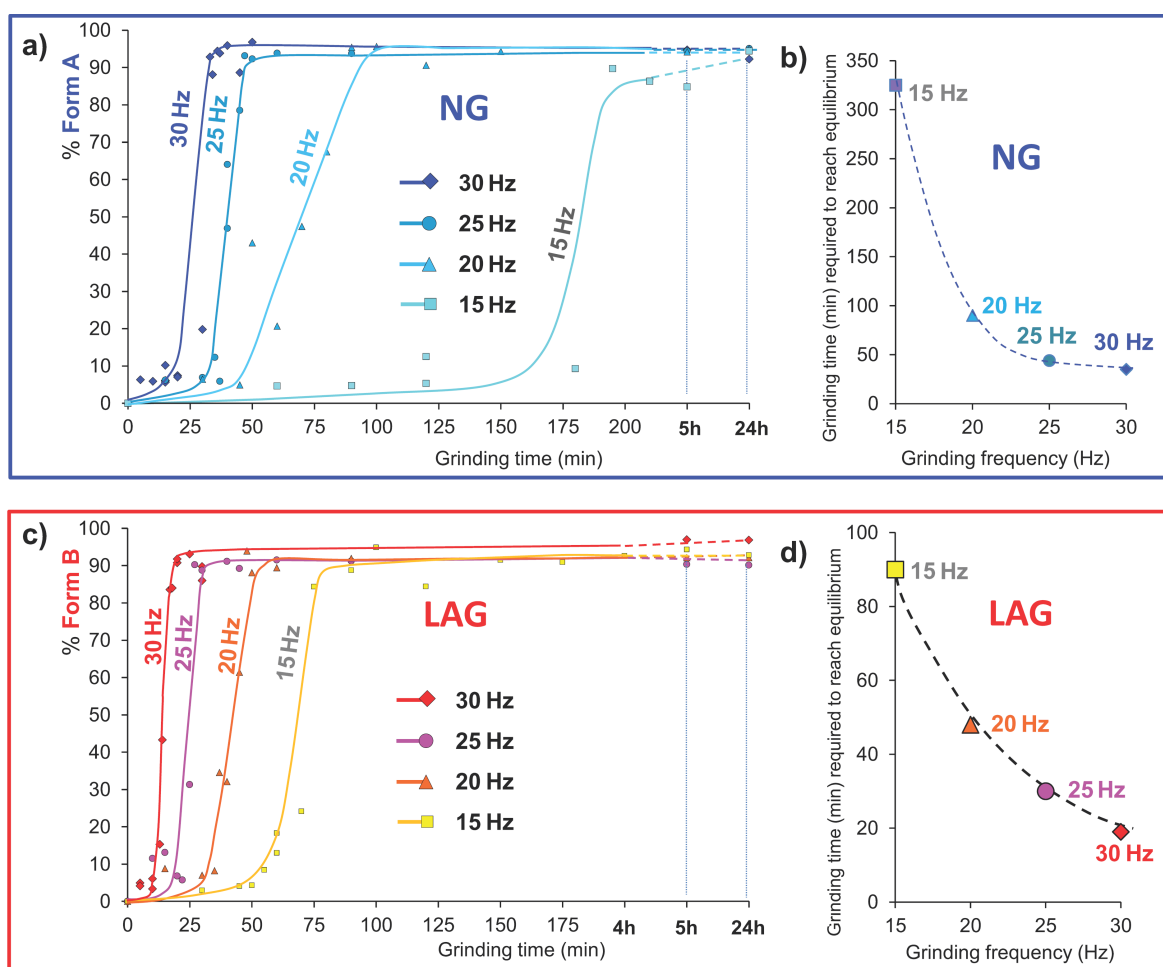 a)
% Form A
100
90
80
70
60
50
40
30
20
10
0
30 Hz
25 Hz
20 Hz
15 Hz
NG
30 Hz
25 Hz
20 Hz
15 Hz
0 25 50 75 100 125 150 175 200 5h 24h
Grinding time (min)
b)
Grinding time (min) required to reach equilibrium
350
300
250
200
150
100
50
0
15 Hz
NG
20 Hz
25 Hz
30 Hz
15 20 25 30
Grinding frequency (Hz)
c)
% Form B
100
90
80
70
60
50
40
30
20
10
0
30 Hz
25 Hz
20 Hz
15 Hz
LAG
30 Hz
25 Hz
20 Hz
15 Hz
0 25 50 75 100 125 150 175 4h 5h 24h
Grinding time (min)
d)
Grinding time (min) required to reach equilibrium
100
80
60
40
20
0
15 Hz
LAG
20 Hz
25 Hz
30 Hz
15 20 25 30
Grinding frequency (Hz)